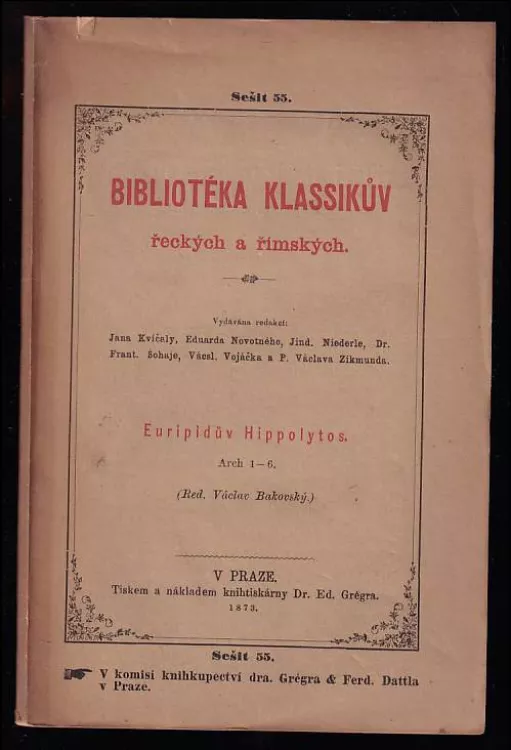 Sešit 55.
BIBLIOTÉKA KLASSIKŮV
řeckých a římských.
Vydávána redakcí:
Jana Kvíčaly, Eduarda Novotného, Jind. Niederle, Dr.
Frant. Šohaje, Vácsl. Vojáčka a P. Václava Zikmunda.
Euripidův Hippolytos.
Arch 1–6.
(Red. Václav Bakovský.)
V PRAZE.
Tiskem a nákladem knihtiskárny Dr. Ed. Grégra.
1873.
Sešit 55.
V komisí knihkupectví dra. Grégra & Ferd. Dattla
v Praze.